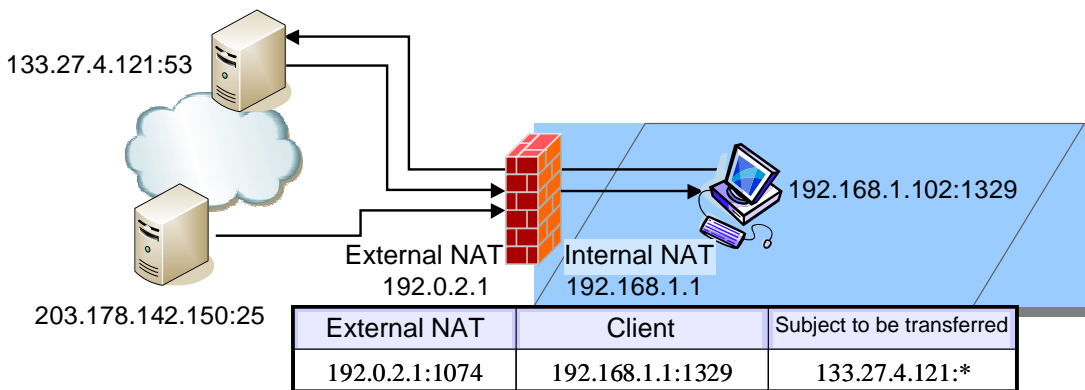 133.27.4.121:53
192.168.1.102:1329
External NAT
192.0.2.1
Internal NAT
192.168.1.1
203.178.142.150:25
External NAT Client Subject to be transferred
192.0.2.1:1074 192.168.1.1:1329 133.27.4.121:*